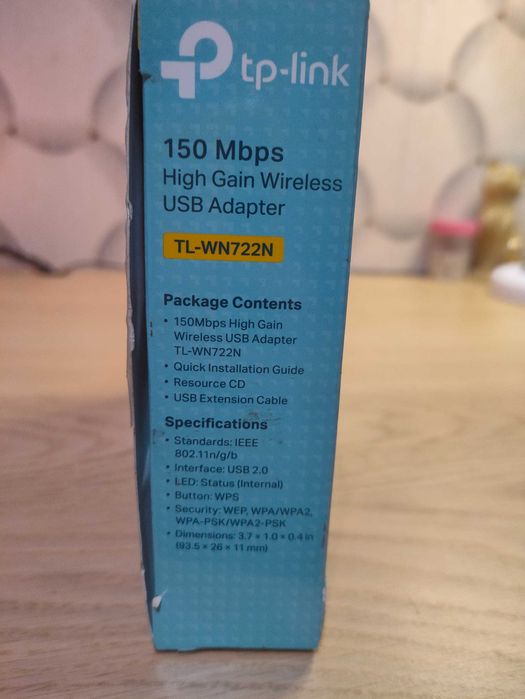 tp-link
150 Mbps
High Gain Wireless
USB Adapter
TL-WN722N
Package Contents
• 150Mbps High Gain
Wireless USB Adapter
TL-WN722N
• Quick Installation Guide
• Resource CD
• USB Extension Cable
Specifications
• Standards: IEEE
802.11n/g/b
• Interface: USB 2.0
• LED: Status (Internal)
• Button: WPS
• Security: WEP, WPA/WPA2,
WPA-PSK/WPA2-PSK
• Dimensions: 3.7 × 1.0 × 0.4 in
(93.5 × 26 × 11 mm)